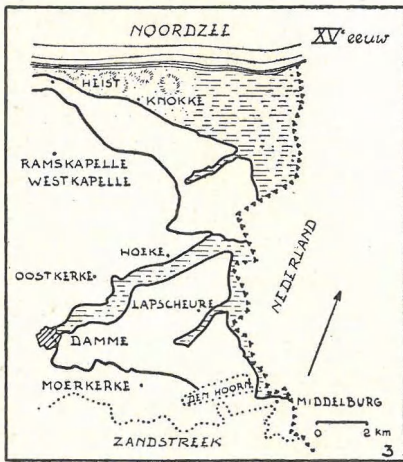 NOORDZEE
XVe eeuw
HEIST
KNOKKE
RAMSKAPELLE
WESTKAPELLE
HOEKE
OOSTKERKE
LAPSCHEURE
DAMME
NEDERLAND
MOERKERKE
DEN HOORN
MIDDELBURG
ZANDSTREEK
0 2 km
3